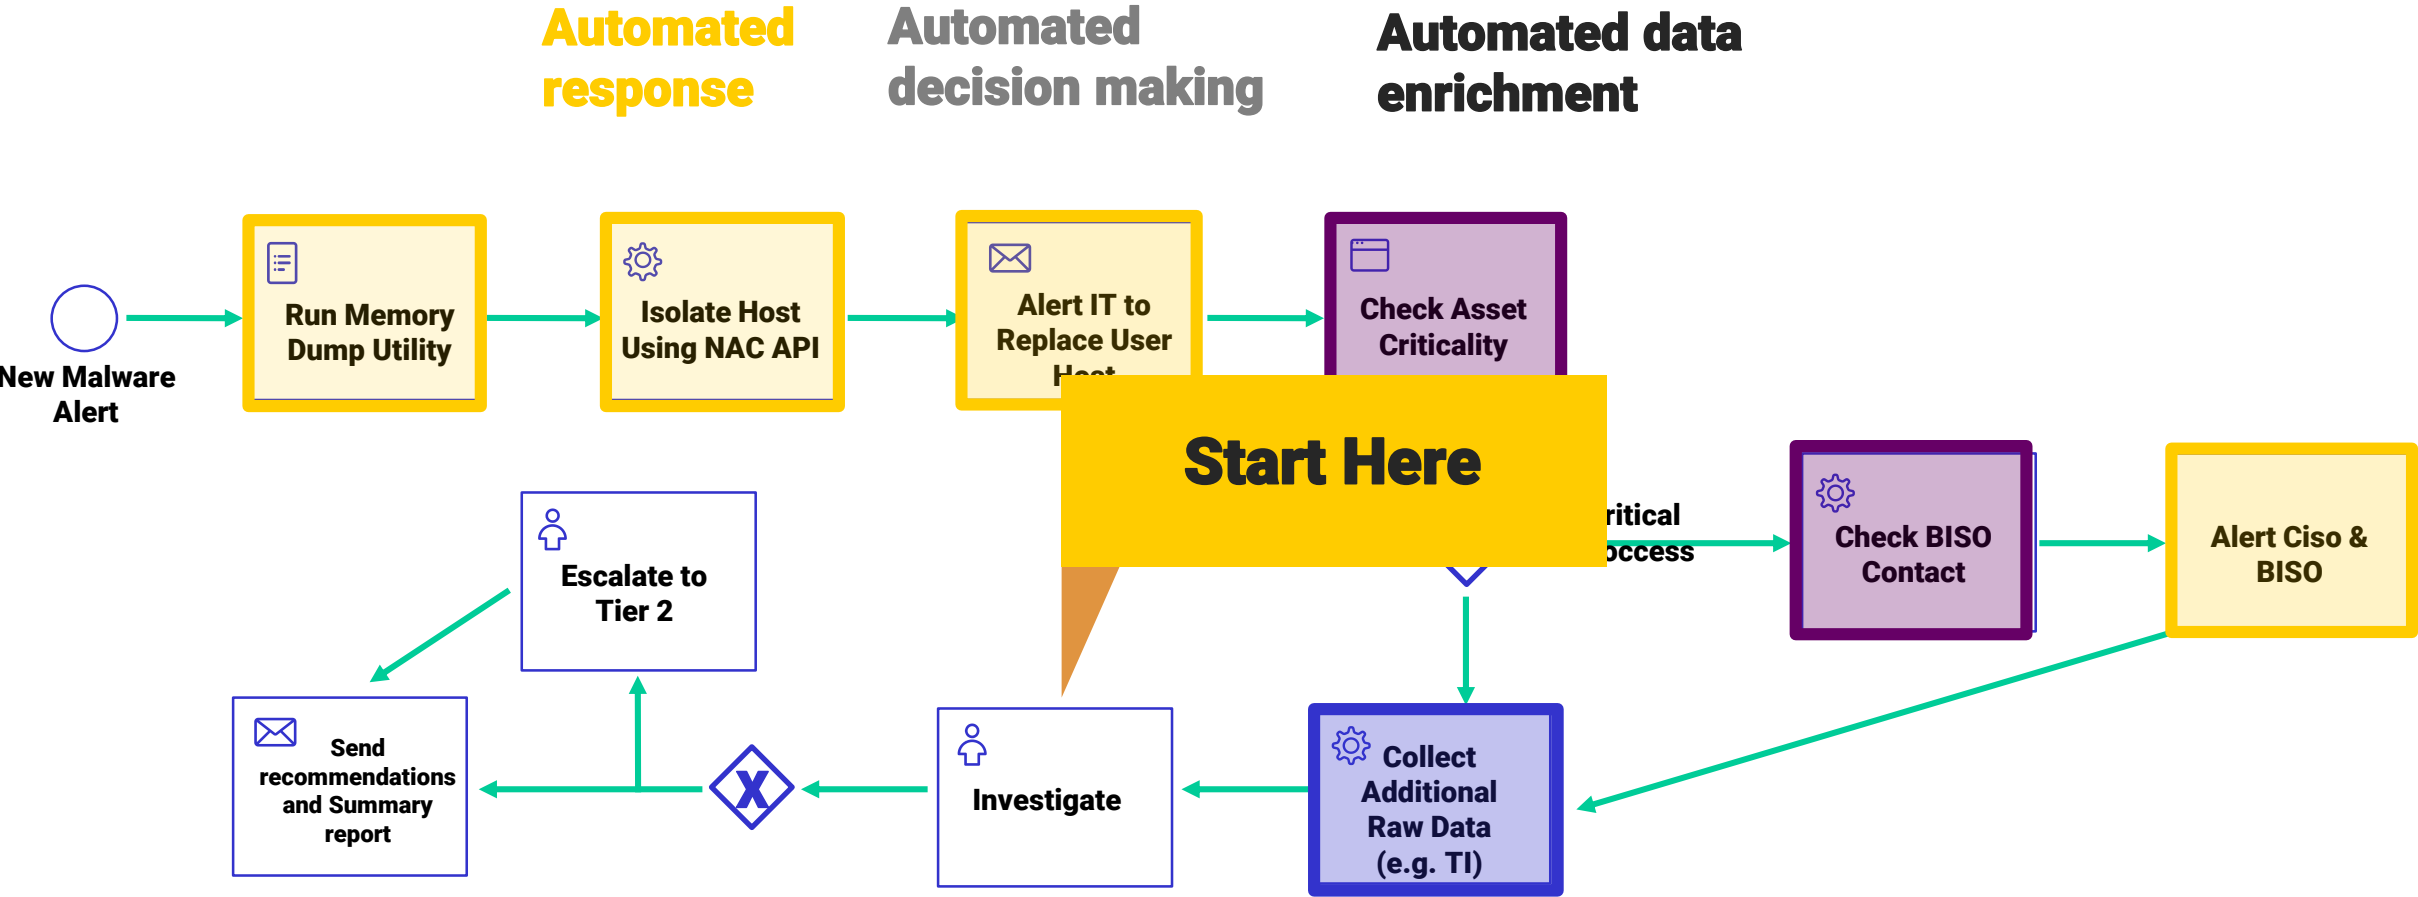 Automated
response
Automated
decision making
Automated data
enrichment
Run Memory
Dump Utility
Isolate Host
Using NAC API
Alert IT to
Replace User
Host
Check Asset
Criticality
New Malware
Alert
Start Here
ritical
occess
Check BISO
Contact
Alert Ciso &
BISO
Escalate to
Tier 2
Send
recommendations
and Summary
report
X
Investigate
Collect
Additional
Raw Data
(e.g. TI)